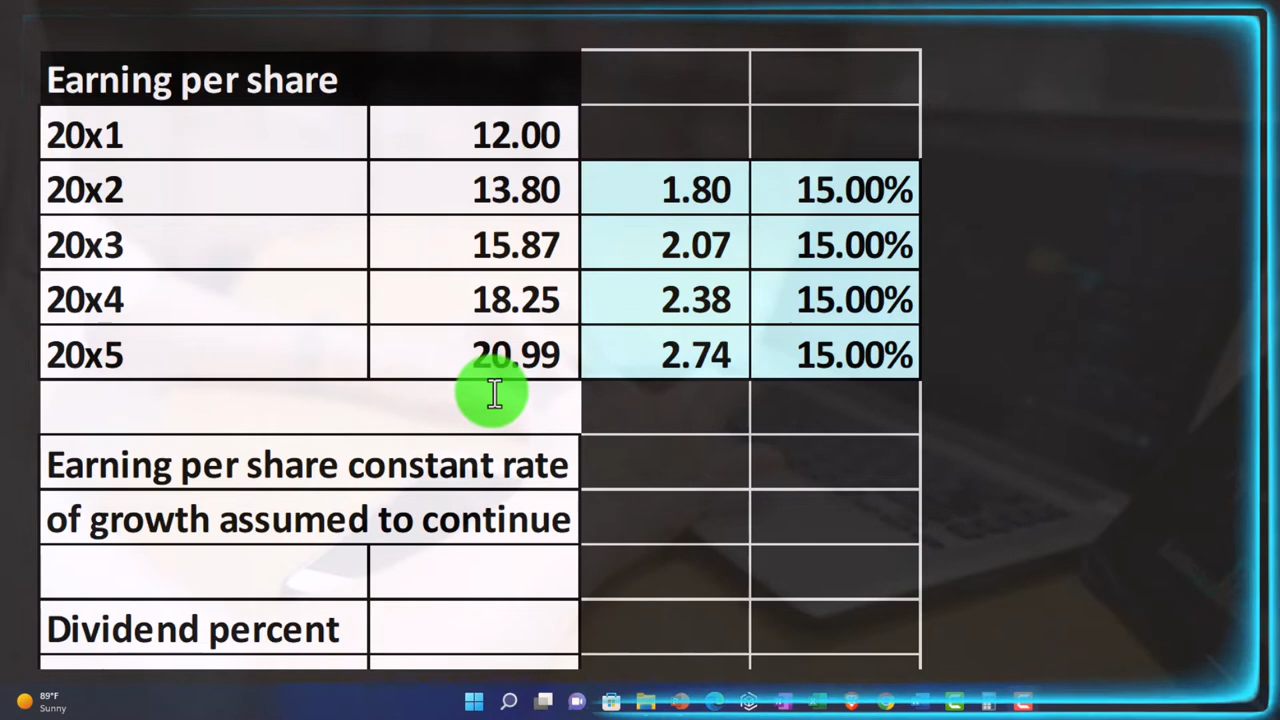 Earning per share
20x1 12.00
20x2 13.80 1.80 15.00%
20x3 15.87 2.07 15.00%
20x4 18.25 2.38 15.00%
20x5 20.99 2.74 15.00%
Earning per share constant rate
of growth assumed to continue
Dividend percent
89°F
Sunny